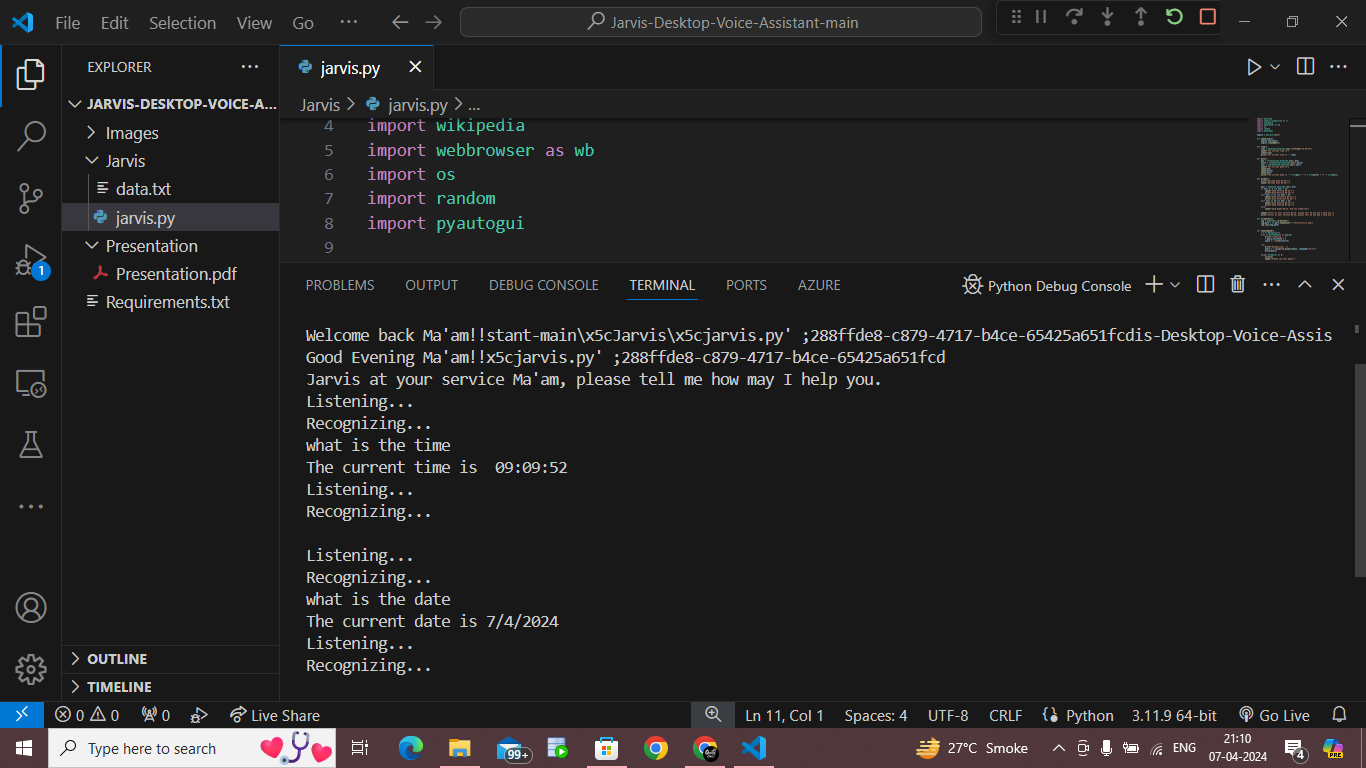 File Edit Selection View Go ... Jarvis-Desktop-Voice-Assistant-main
EXPLORER ...
JARVIS-DESKTOP-VOICE-A...
Images
Jarvis
data.txt
jarvis.py
Presentation
Presentation.pdf
Requirements.txt
OUTLINE
TIMELINE
1
jarvis.py
Jarvis > jarvis.py > ...
4 import wikipedia
5 import webbrowser as wb
6 import os
7 import random
8 import pyautogui
9
PROBLEMS OUTPUT DEBUG CONSOLE TERMINAL PORTS AZURE Python Debug Console
Welcome back Ma'am!!stant-main\x5cJarvis\x5cjarvis.py' ;288ffde8-c879-4717-b4ce-65425a651fcdis-Desktop-Voice-Assis
Good Evening Ma'am!!x5cjarvis.py' ;288ffde8-c879-4717-b4ce-65425a651fcd
Jarvis at your service Ma'am, please tell me how may I help you.
Listening...
Recognizing...
what is the time
The current time is  09:09:52
Listening...
Recognizing...
Listening...
Recognizing...
what is the date
The current date is 7/4/2024
Listening...
Recognizing...
0 0 0 Live Share Ln 11, Col 1 Spaces: 4 UTF-8 CRLF Python 3.11.9 64-bit Go Live
Type here to search 99+ 27°C Smoke ENG 21:10 4 PRE
07-04-2024